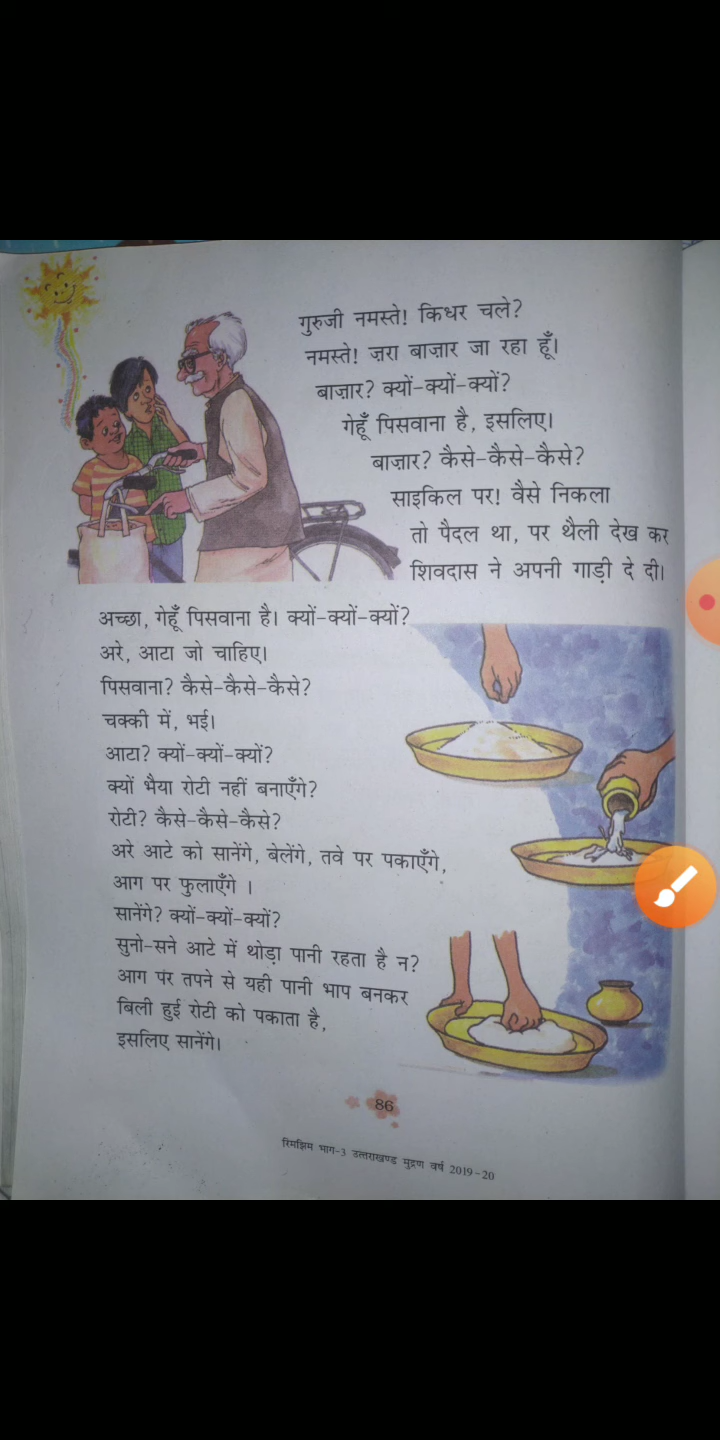 गुरुजी नमस्ते! किधर चले?
नमस्ते! ज़रा बाज़ार जा रहा हूँ।
बाज़ार? क्यों-क्यों-क्यों?
गेहूँ पिसवाना है, इसलिए।
बाज़ार? कैसे-कैसे-कैसे?
साइकिल पर! वैसे निकला
तो पैदल था, पर थैली देख कर
शिवदास ने अपनी गाड़ी दे दी।
अच्छा, गेहूँ पिसवाना है। क्यों-क्यों-क्यों?
अरे, आटा जो चाहिए।
पिसवाना? कैसे-कैसे-कैसे?
चक्की में, भई।
आटा? क्यों-क्यों-क्यों?
क्यों भैया रोटी नहीं बनाएँगे?
रोटी? कैसे-कैसे-कैसे?
अरे आटे को सानेंगे, बेलेंगे, तवे पर पकाएँगे,
आग पर फुलाएँगे ।
सानेंगे? क्यों-क्यों-क्यों?
सुनो-सने आटे में थोड़ा पानी रहता है न?
आग पर तपने से यही पानी भाप बनकर
बिली हुई रोटी को पकाता है,
इसलिए सानेंगे।
86
रिमझिम भाग-3 उत्तराखण्ड मुद्रण वर्ष 2019-20